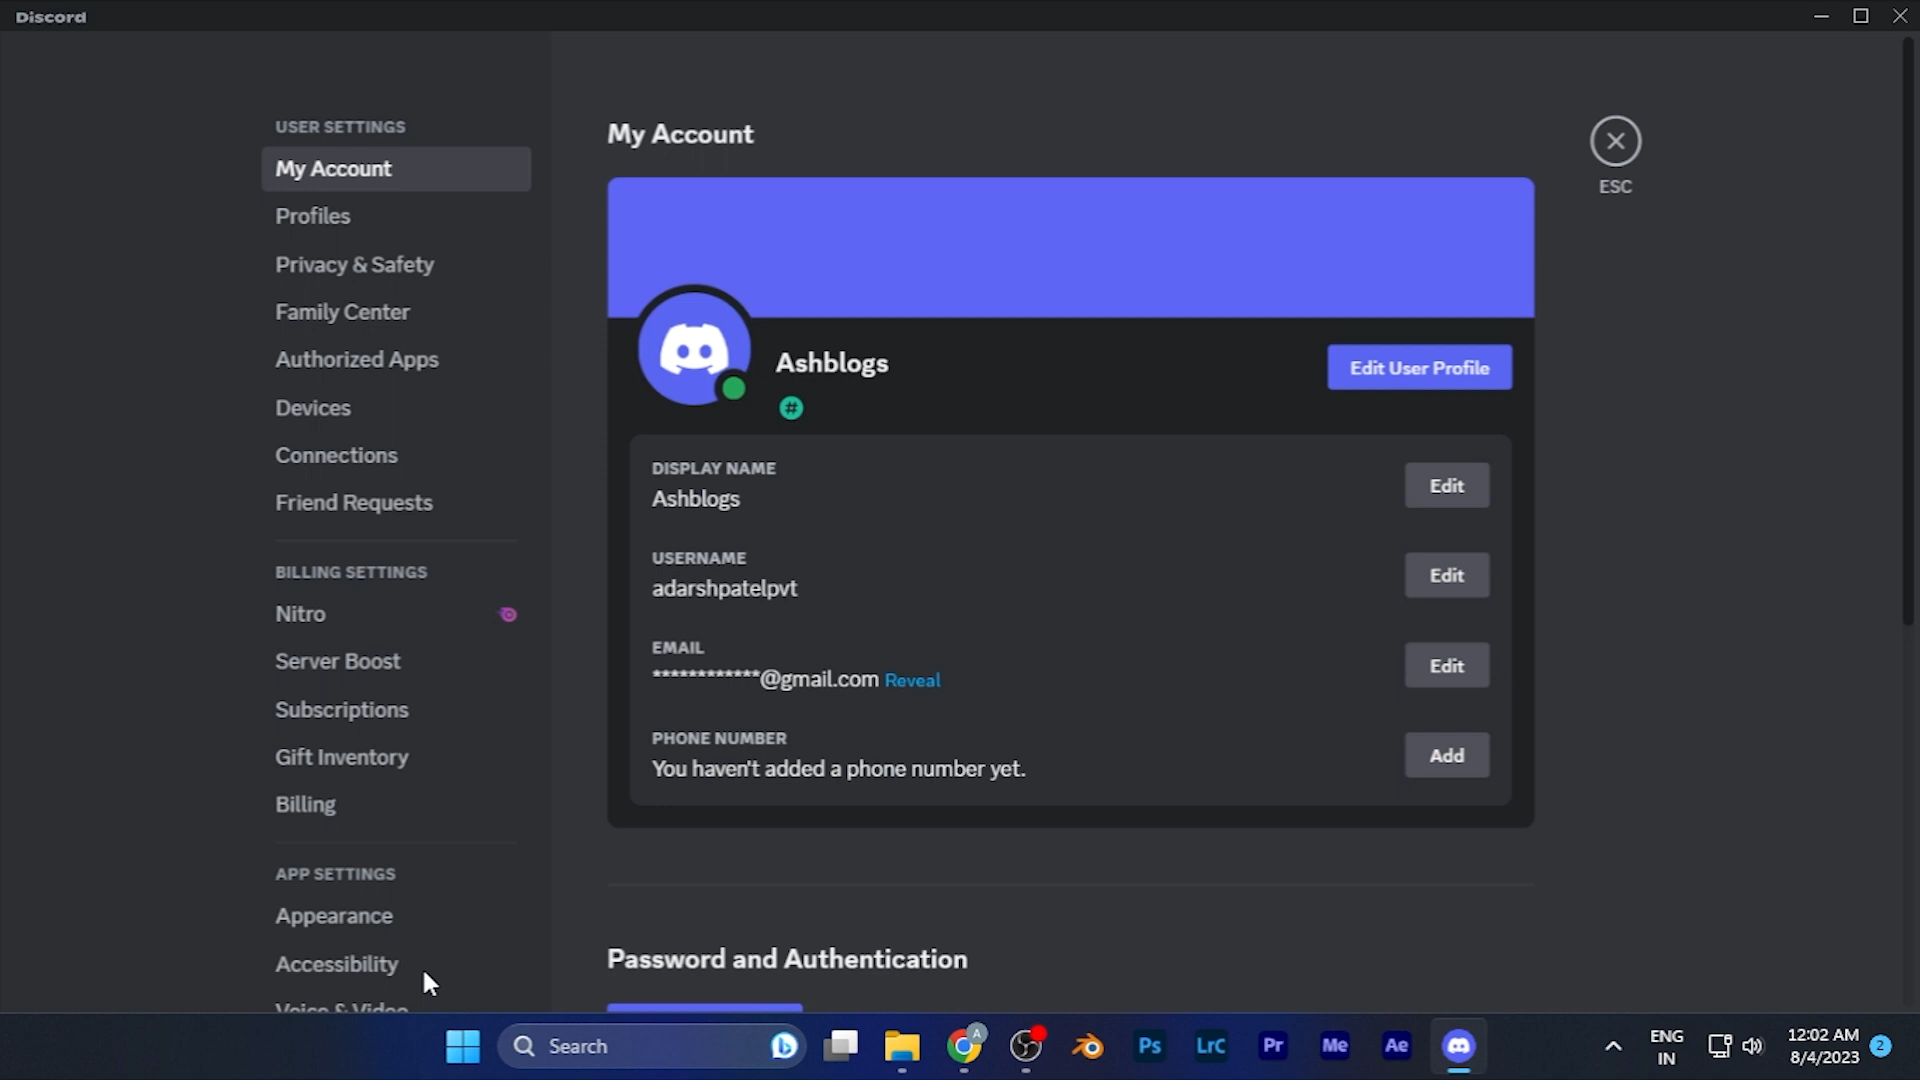 Discord
USER SETTINGS
My Account
Profiles
Privacy & Safety
Family Center
Authorized Apps
Devices
Connections
Friend Requests
BILLING SETTINGS
Nitro
Server Boost
Subscriptions
Gift Inventory
Billing
APP SETTINGS
Appearance
Accessibility
Voice & Video
My Account
ESC
Ashblogs
Edit User Profile
#
DISPLAY NAME
Ashblogs
Edit
USERNAME
adarshpatelpvt
Edit
EMAIL
************@gmail.com Reveal
Edit
PHONE NUMBER
You haven't added a phone number yet.
Add
Password and Authentication
Search
A
Ps
LrC
Pr
Me
Ae
ENG
IN
12:02 AM
8/4/2023
2